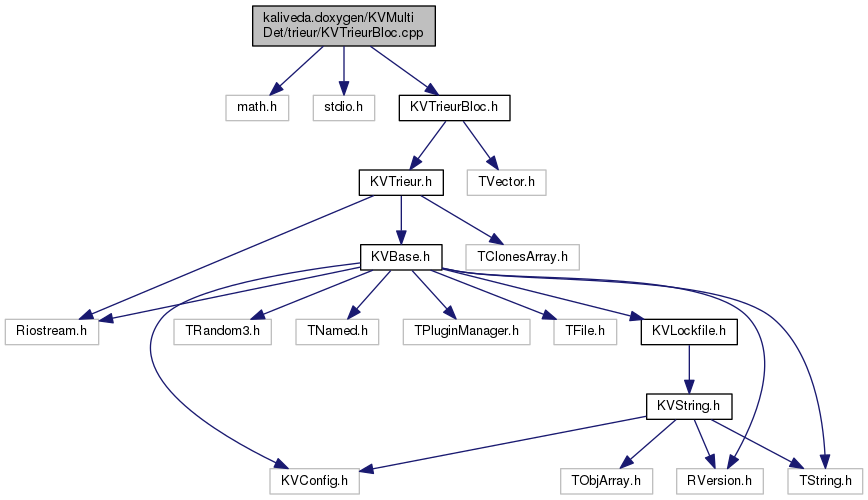 kaliveda.doxygen/KVMulti
Det/trieur/KVTrieurBloc.cpp
math.h
stdio.h
KVTrieurBloc.h
KVTrieur.h
TVector.h
KVBase.h
TClonesArray.h
Riostream.h
TRandom3.h
TNamed.h
TPluginManager.h
TFile.h
KVLockfile.h
KVString.h
KVConfig.h
TObjArray.h
RVersion.h
TString.h